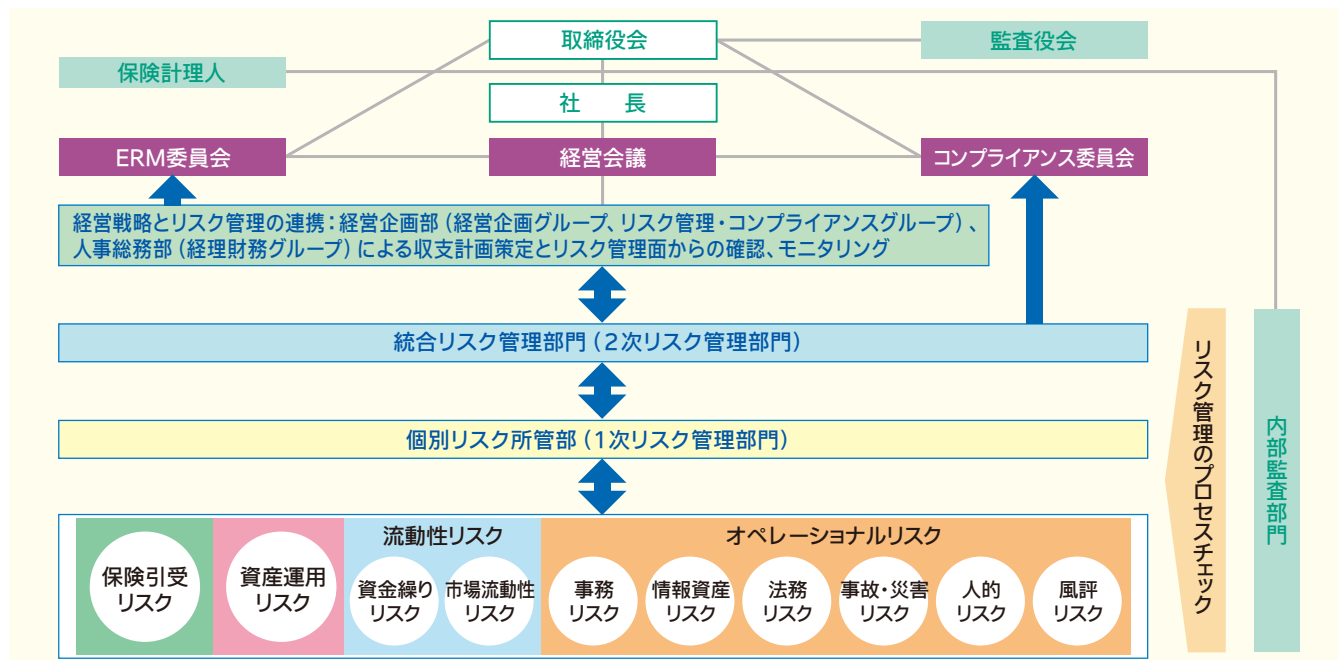 取締役会
監査役会
保険計理人
社　長
ERM委員会
経営会議
コンプライアンス委員会
経営戦略とリスク管理の連携：経営企画部（経営企画グループ、リスク管理・コンプライアンスグループ）、
人事総務部（経理財務グループ）による収支計画策定とリスク管理面からの確認、モニタリング
統合リスク管理部門（2次リスク管理部門）
個別リスク所管部（1次リスク管理部門）
流動性リスク
オペレーショナルリスク
保険引受
リスク
資産運用
リスク
資金繰り
リスク
市場流動性
リスク
事務
リスク
情報資産
リスク
法務
リスク
事故・災害
リスク
人的
リスク
風評
リスク
リスク管理のプロセスチェック
内部監査部門